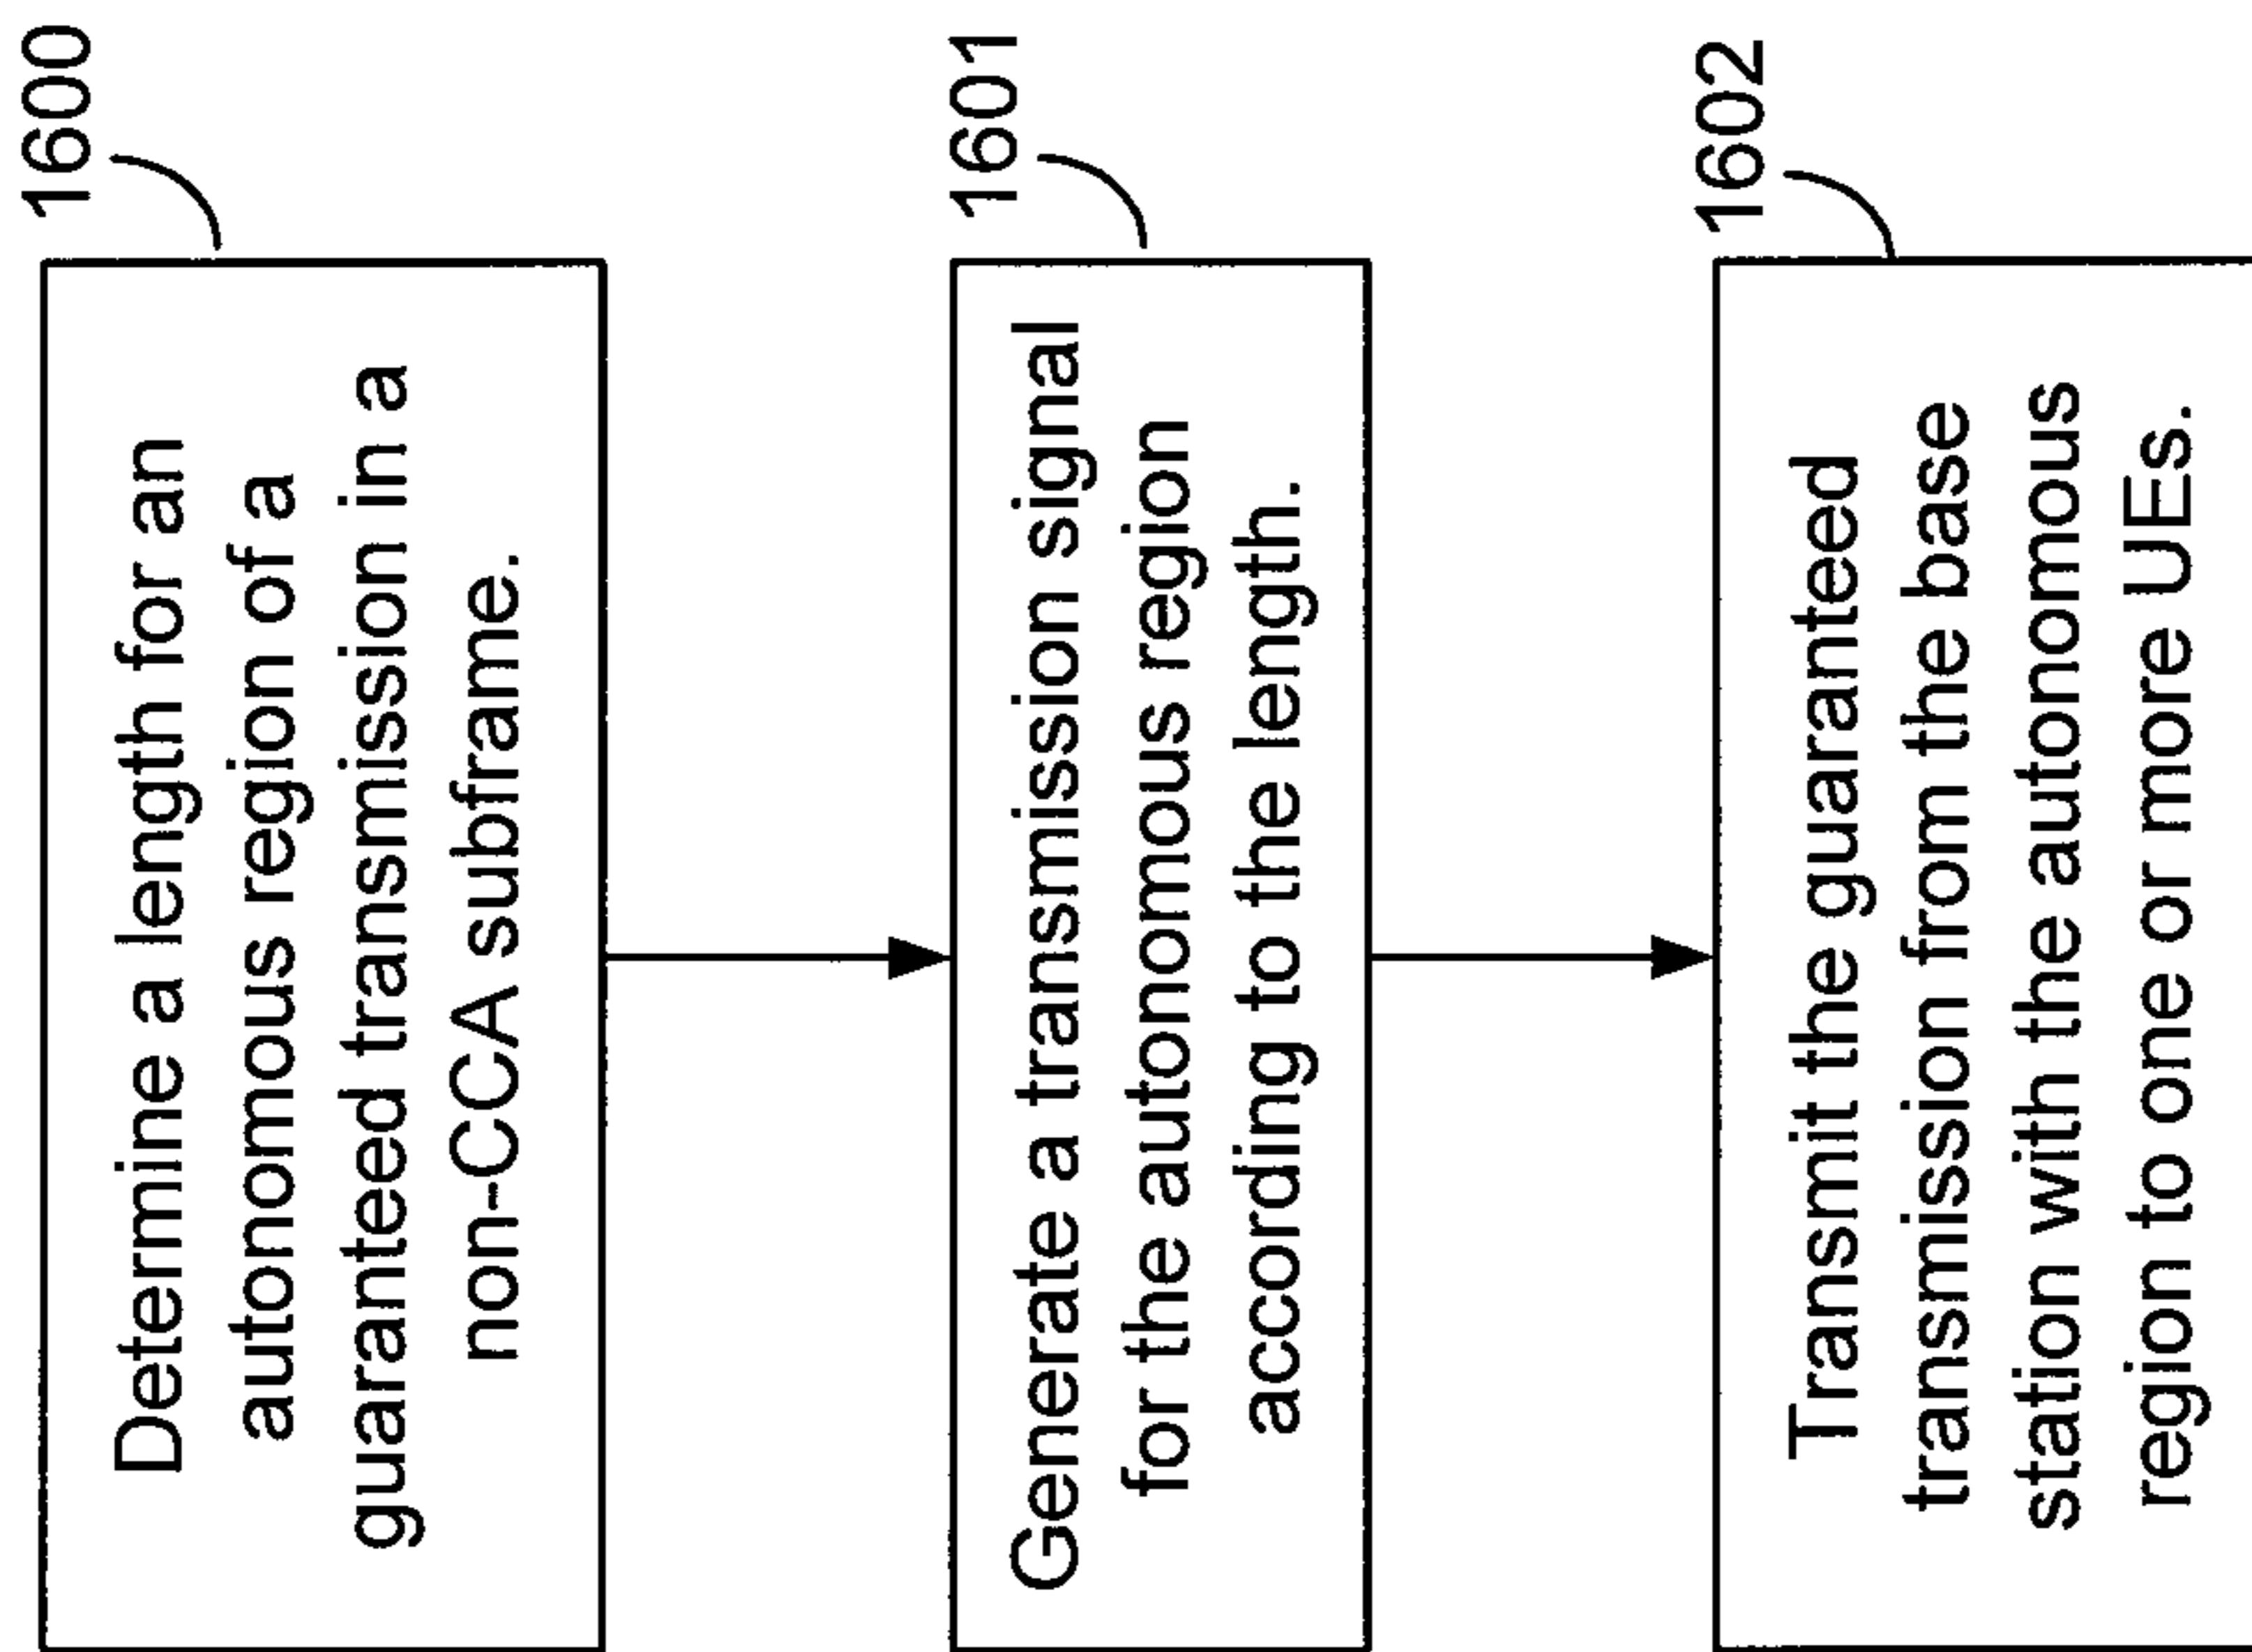 1600
Determine a length for an
autonomous region of a
guaranteed transmission in a
non-CCA subframe.
1601
Generate a transmission signal
for the autonomous region
according to the length.
1602
Transmit the guaranteed
transmission from the base
station with the autonomous
region to one or more UEs.